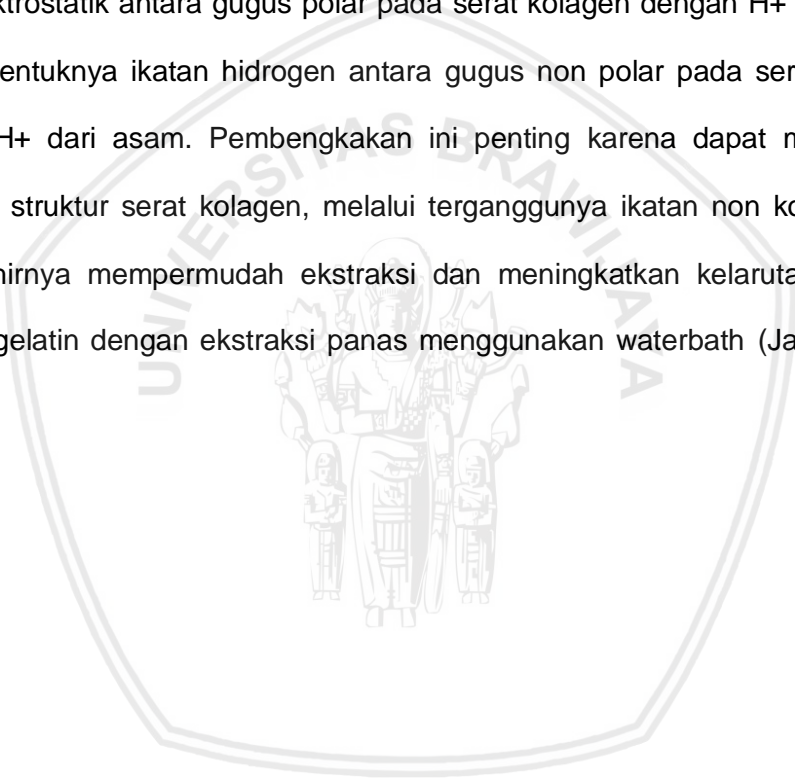 ktrostatik antara gugus polar pada serat kolagen dengan H+
entuknya ikatan hidrogen antara gugus non polar pada ser
H+ dari asam. Pembengkakan ini penting karena dapat m
struktur serat kolagen, melalui terganggunya ikatan non ko
hirnya mempermudah ekstraksi dan meningkatkan kelaruta
gelatin dengan ekstraksi panas menggunakan waterbath (Ja
UNIVERSITAS BRAWIJAYA